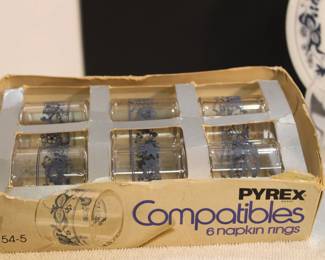 PYREX
Compatibles
6 napkin rings
54-5